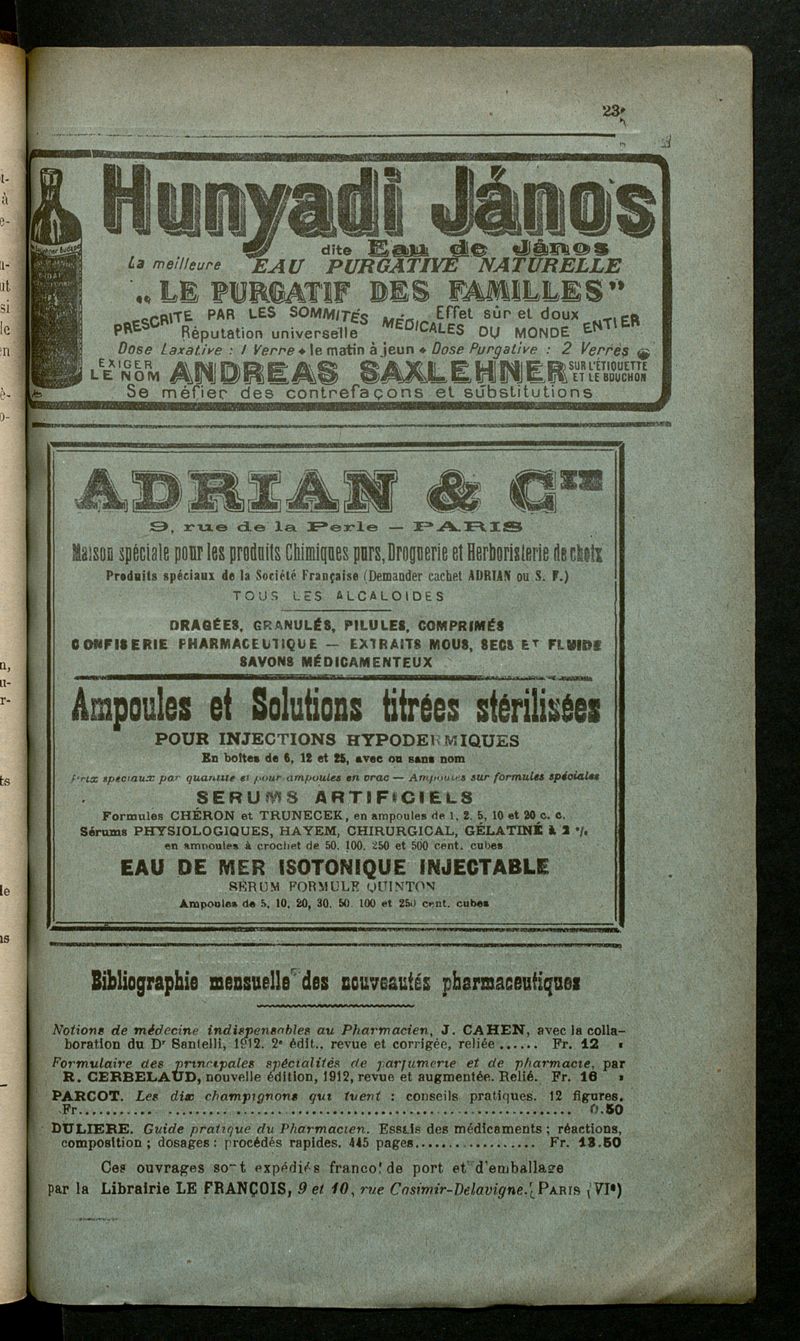 23
Hunyadi János
dite Eau de János
La meilleure EAU PURGATIVE NATURELLE
„ LE PURGATIF DES FAMILLES”
PRESCRITE PAR LES SOMMITÉS MÉDICALES DU MONDE ENTIER
Effet sûr et doux
Réputation universelle
Dose Laxative : 1 Verre le matin à jeun Dose Purgative : 2 Verres
EXIGER LE NOM ANDREAS SAXLEHNER SUR L'ÉTIQUETTE ET LE BOUCHON
Se méfier des contrefaçons et substitutions
ADRIAN & CIE
9, rue de la Perle — PARIS
Maison spéciale pour les produits Chimiques purs, Droguerie et Herboristerie de choix
Produits spéciaux de la Société Française (Demander cachet ADRIAN ou S. F.)
TOUS LES ALCALOIDES
DRAGÉES, GRANULÉS, PILULES, COMPRIMÉS
CONFISERIE PHARMACEUTIQUE — EXTRAITS MOUS, SECS ET FLUIDES
SAVONS MÉDICAMENTEUX
Ampoules et Solutions titrées stérilisées
POUR INJECTIONS HYPODERMIQUES
En boîtes de 6, 12 et 25, avec ou sans nom
Prix spéciaux par quantité et pour ampoules en vrac — Ampoules sur formules spéciales
SERUMS ARTIFICIELS
Formules CHÉRON et TRUNECEK, en ampoules de 1, 2, 5, 10 et 20 c. c.
Sérums PHYSIOLOGIQUES, HAYEM, CHIRURGICAL, GÉLATINÉ à 2 %
en ampoules à crochet de 50, 100, 250 et 500 cent. cubes
EAU DE MER ISOTONIQUE INJECTABLE
SERUM FORMULE QUINTON
Ampoules de 5, 10, 20, 30, 50, 100 et 250 cent. cubes
Bibliographie mensuelle des nouveautés pharmaceutiques
Notions de médecine indispensables au Pharmacien, J. CAHEN, avec la colla-
boration du Dr Santelli, 1912. 2e édit., revue et corrigée, reliée ...... Fr. 12 »
Formulaire des principales spécialités de parfumerie et de pharmacie, par
R. CERBELAUD, nouvelle édition, 1912, revue et augmentée. Relié. Fr. 16 »
PARCOT. Les dix champignons qui tuent : conseils pratiques. 12 figures.
Fr. ........... 0.50
DULIERE. Guide pratique du Pharmacien. Essais des médicaments ; réactions,
composition ; dosages : procédés rapides. 445 pages.................. Fr. 13.50
Ces ouvrages sont expédiés franco de port et d'emballage
par la Librairie LE FRANÇOIS, 9 et 10, rue Casimir-Delavigne. PARIS (VIe)